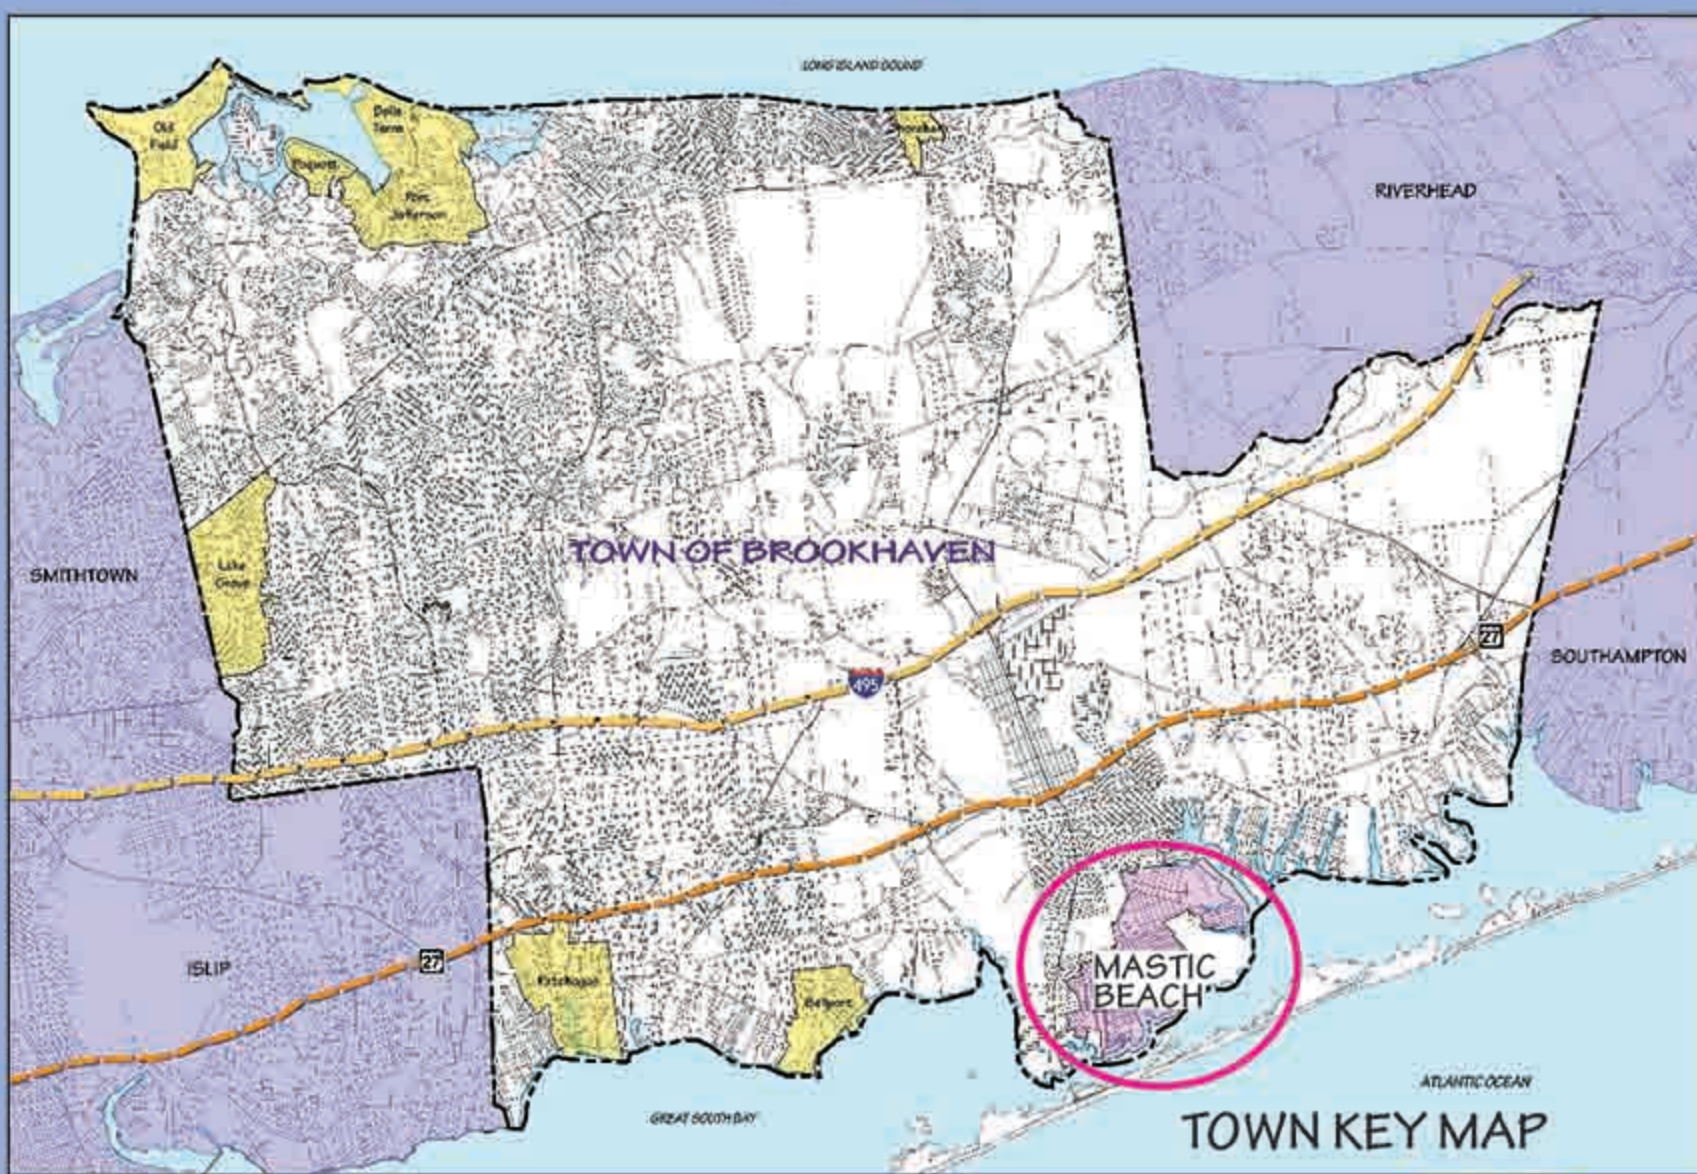 LONG ISLAND SOUND
Old
Field
Belle
Terre
Poquott
Port
Jefferson
Shoreham
RIVERHEAD
TOWN OF BROOKHAVEN
SMITHTOWN
Lake
Grove
27
SOUTHAMPTON
495
ISLIP
27
Patchogue
Bellport
MASTIC
BEACH
ATLANTIC OCEAN
GREAT SOUTH BAY
TOWN KEY MAP